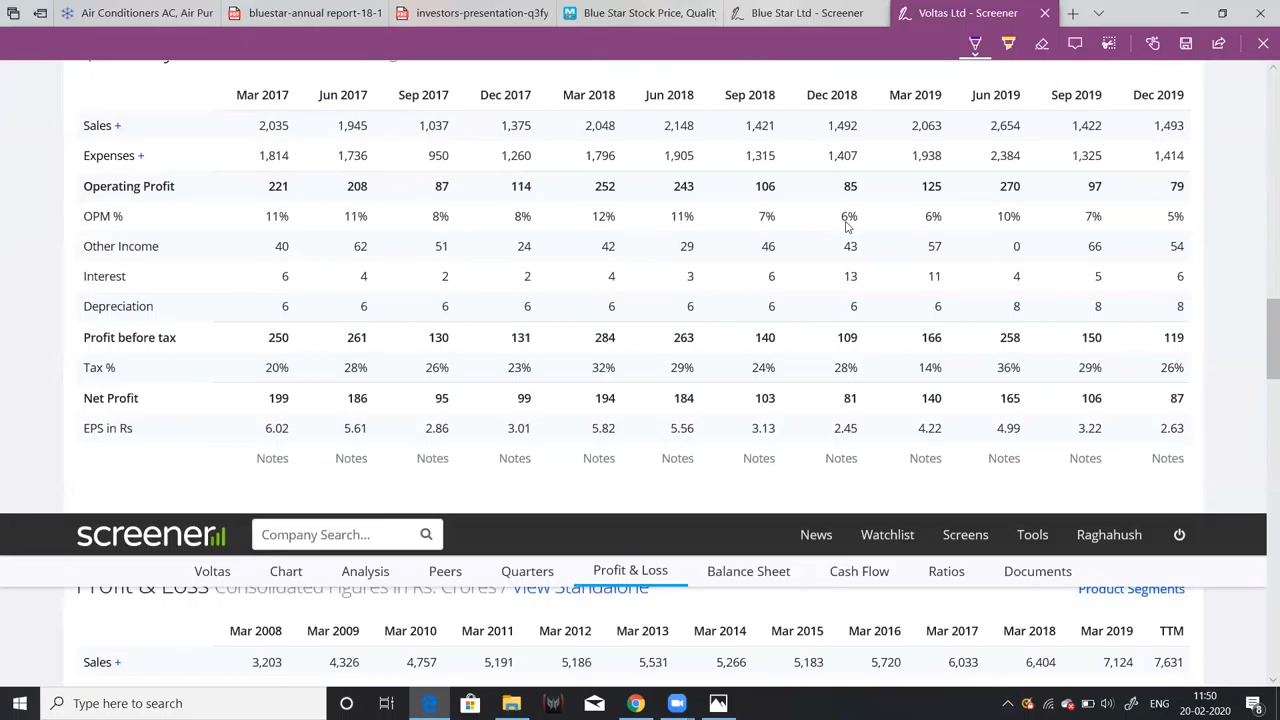 Air Conditioners AC, Air Pur bluestar-annual report-18-1 investors-presentation-q3fy Blue Star Stock Price, Qualit Blue Star Ltd - Screener Voltas Ltd - Screener
Mar 2017 Jun 2017 Sep 2017 Dec 2017 Mar 2018 Jun 2018 Sep 2018 Dec 2018 Mar 2019 Jun 2019 Sep 2019 Dec 2019
Sales + 2,035 1,945 1,037 1,375 2,048 2,148 1,421 1,492 2,063 2,654 1,422 1,493
Expenses + 1,814 1,736 950 1,260 1,796 1,905 1,315 1,407 1,938 2,384 1,325 1,414
Operating Profit 221 208 87 114 252 243 106 85 125 270 97 79
OPM % 11% 11% 8% 8% 12% 11% 7% 6% 6% 10% 7% 5%
Other Income 40 62 51 24 42 29 46 43 57 0 66 54
Interest 6 4 2 2 4 3 6 13 11 4 5 6
Depreciation 6 6 6 6 6 6 6 6 6 8 8 8
Profit before tax 250 261 130 131 284 263 140 109 166 258 150 119
Tax % 20% 28% 26% 23% 32% 29% 24% 28% 14% 36% 29% 26%
Net Profit 199 186 95 99 194 184 103 81 140 165 106 87
EPS in Rs 6.02 5.61 2.86 3.01 5.82 5.56 3.13 2.45 4.22 4.99 3.22 2.63
Notes Notes Notes Notes Notes Notes Notes Notes Notes Notes Notes Notes
screener Company Search... News Watchlist Screens Tools Raghahush
Voltas Chart Analysis Peers Quarters Profit & Loss Balance Sheet Cash Flow Ratios Documents
Profit & Loss Consolidated Figures in Rs. Crores / View Standalone Product Segments
Mar 2008 Mar 2009 Mar 2010 Mar 2011 Mar 2012 Mar 2013 Mar 2014 Mar 2015 Mar 2016 Mar 2017 Mar 2018 Mar 2019 TTM
Sales + 3,203 4,326 4,757 5,191 5,186 5,531 5,266 5,183 5,720 6,033 6,404 7,124 7,631
Type here to search ENG 11:50
20-02-2020 8